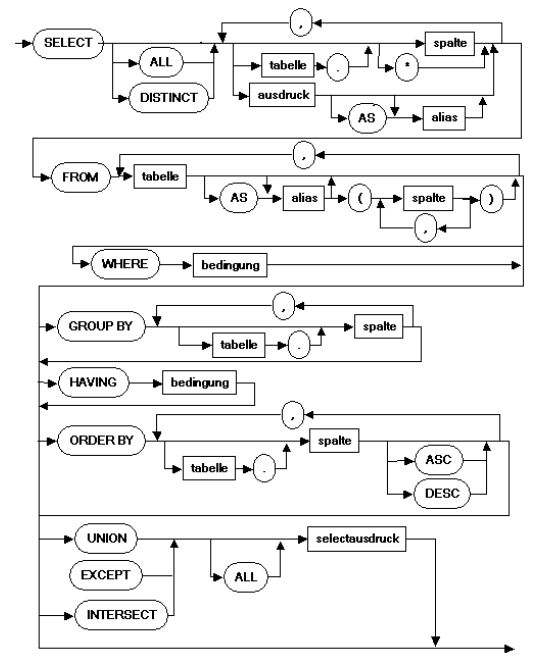 ,
SELECT spalte
ALL tabelle . *
DISTINCT ausdruck
AS alias
,
FROM tabelle
AS alias ( spalte )
,
WHERE bedingung
,
GROUP BY spalte
tabelle .
HAVING bedingung
,
ORDER BY spalte
tabelle . ASC
DESC
UNION selectausdruck
EXCEPT ALL
INTERSECT